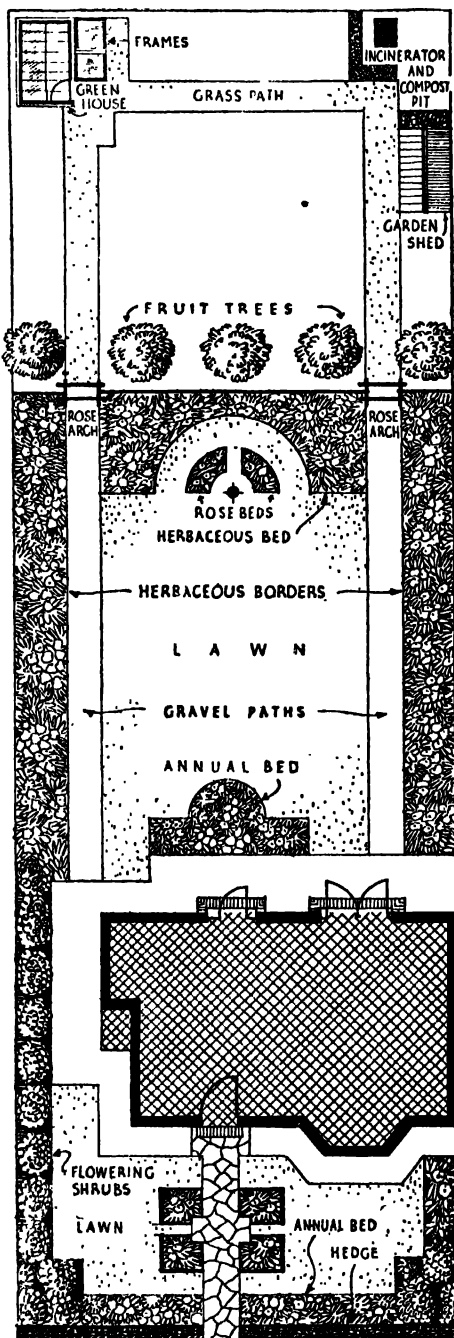 FRAMES
GREEN
HOUSE
INCINERATOR
AND
COMPOST
PIT
GRASS PATH
GARDEN
SHED
FRUIT TREES
ROSE
ARCH
ROSE
ARCH
ROSE BEDS
HERBACEOUS BED
HERBACEOUS BORDERS
LAWN
GRAVEL PATHS
ANNUAL BED
FLOWERING
SHRUBS
LAWN
ANNUAL BED
HEDGE